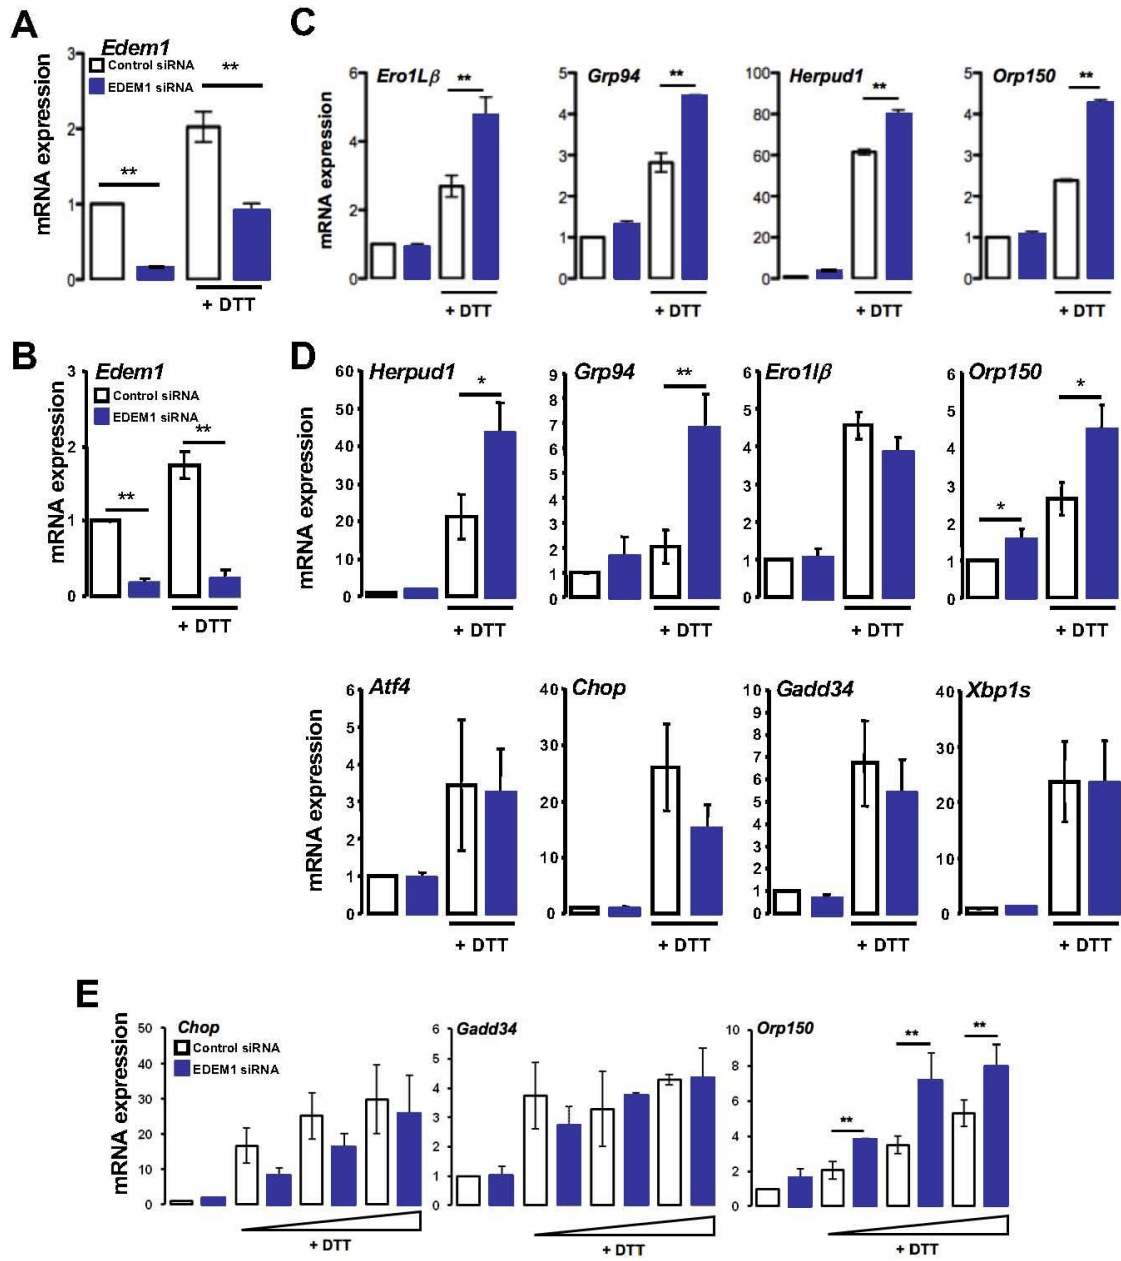 A
Edem1
Control siRNA
EDEM1 siRNA
mRNA expression
3
2
1
0
**
**
+ DTT
C
mRNA expression
Ero1Lβ
6
4
2
0
**
+ DTT
Grp94
5
4
3
2
1
0
**
+ DTT
Herpud1
100
80
60
40
20
0
**
+ DTT
Orp150
5
4
3
2
1
0
**
+ DTT
B
Edem1
Control siRNA
EDEM1 siRNA
mRNA expression
3
2
1
0
**
**
+ DTT
D
mRNA expression
Herpud1
60
50
40
30
20
10
0
*
+ DTT
Grp94
9
8
7
6
5
4
3
2
1
0
**
+ DTT
Ero1lβ
6
5
4
3
2
1
0
+ DTT
Orp150
6
5
4
3
2
1
0
*
*
+ DTT
mRNA expression
Atf4
6
5
4
3
2
1
0
+ DTT
Chop
40
30
20
10
0
+ DTT
Gadd34
10
9
8
7
6
5
4
3
2
1
0
+ DTT
Xbp1s
40
30
20
10
0
+ DTT
E
mRNA expression
Chop
Control siRNA
EDEM1 siRNA
50
40
30
20
10
0
+ DTT
Gadd34
6
5
4
3
2
1
0
+ DTT
Orp150
10
8
6
4
2
0
**
**
**
+ DTT